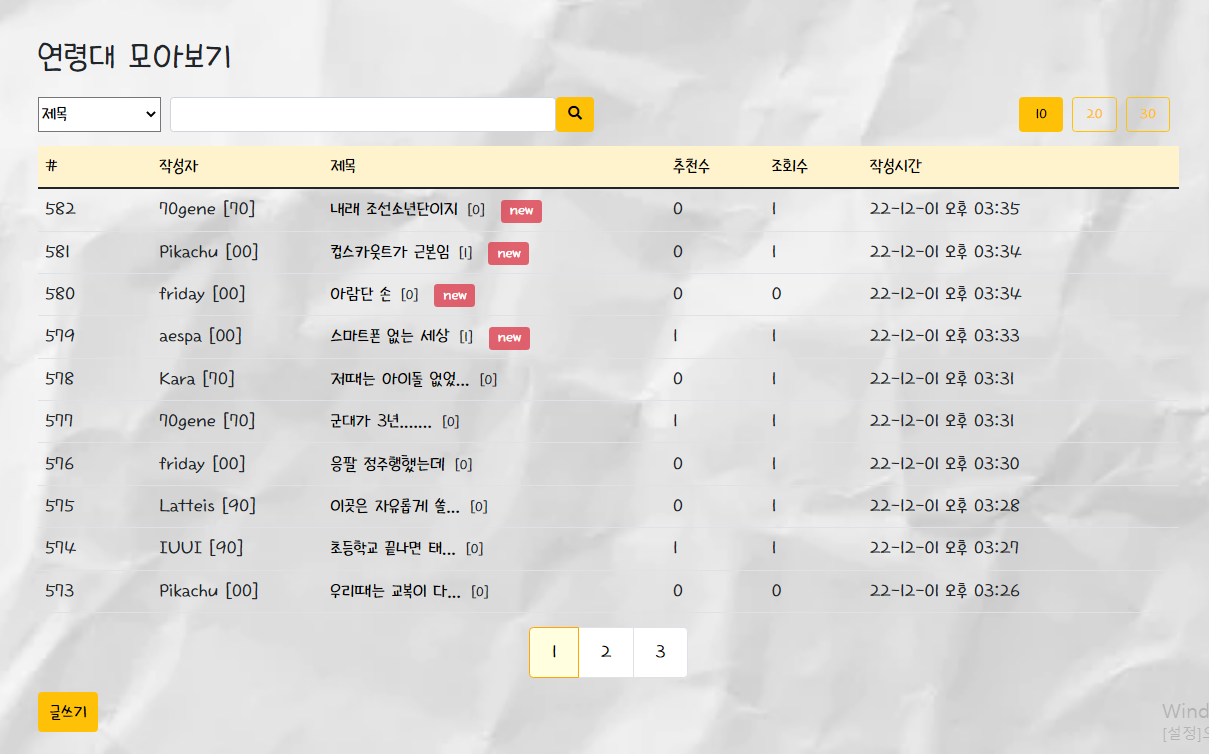 연령대 모아보기
제목 10 20 30
# 작성자 제목 추천수 조회수 작성시간
582 70gene [70] 내래 조선소년단이지 [0] new 0 1 22-12-01 오후 03:35
581 Pikachu [00] 컵스카웃트가 근본임 [1] new 0 1 22-12-01 오후 03:34
580 friday [00] 아람단 손 [0] new 0 0 22-12-01 오후 03:34
579 aespa [00] 스마트폰 없는 세상 [1] new 1 1 22-12-01 오후 03:33
578 Kara [70] 저때는 아이돌 없었... [0] 0 1 22-12-01 오후 03:31
577 70gene [70] 군대가 3년....... [0] 1 1 22-12-01 오후 03:31
576 friday [00] 응팔 정주행했는데 [0] 0 1 22-12-01 오후 03:30
575 Latteis [90] 이곳은 자유롭게 쏠... [0] 0 1 22-12-01 오후 03:28
574 IUUI [90] 초등학교 끝나면 태... [0] 1 1 22-12-01 오후 03:27
573 Pikachu [00] 우리때는 교복이 다... [0] 0 0 22-12-01 오후 03:26
1 2 3
글쓰기
Wind
[설정]으